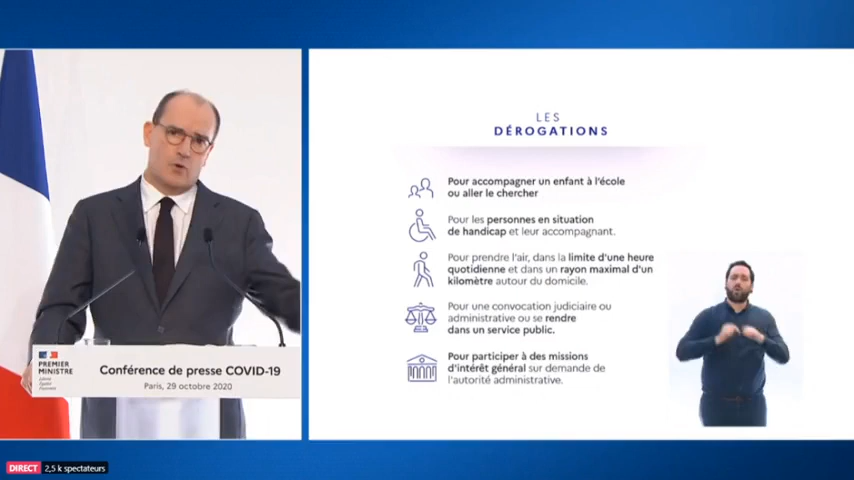 LES
DÉROGATIONS
Pour accompagner un enfant à l'école
ou aller le chercher
Pour les personnes en situation
de handicap et leur accompagnant.
Pour prendre l'air, dans la limite d'une heure
quotidienne et dans un rayon maximal d'un
kilomètre autour du domicile.
Pour une convocation judiciaire ou
administrative ou se rendre
dans un service public.
Pour participer à des missions
d'intérêt général sur demande de
l'autorité administrative.
PREMIER
MINISTRE
Conférence de presse COVID-19
Paris, 29 octobre 2020
DIRECT 2,5 k spectateurs